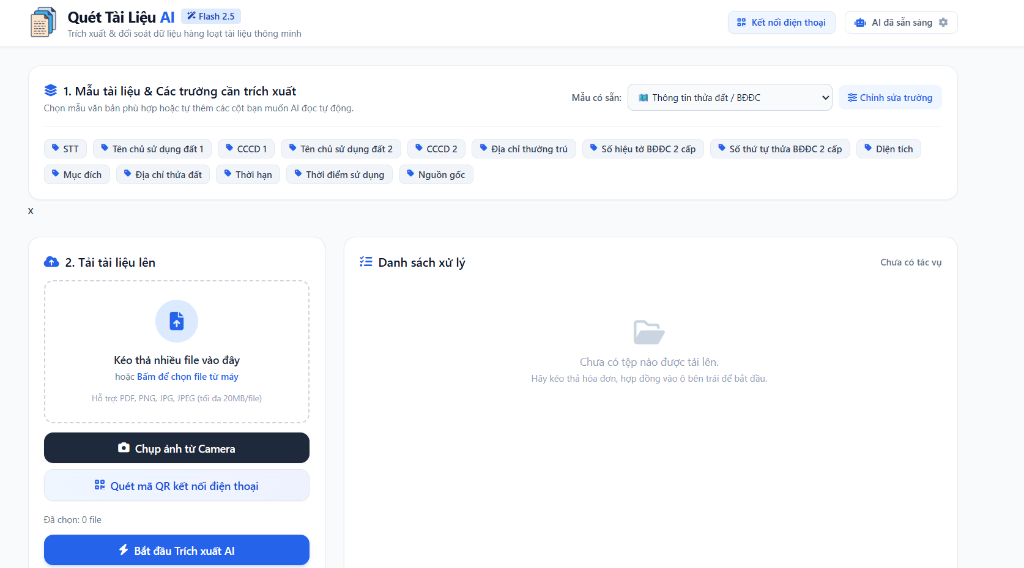 Quét Tài Liệu AI Flash 2.5
Trích xuất & đối soát dữ liệu hàng loạt tài liệu thông minh
Kết nối điện thoại
AI đã sẵn sàng
1. Mẫu tài liệu & Các trường cần trích xuất
Chọn mẫu văn bản phù hợp hoặc tự thêm các cột bạn muốn AI đọc tự động.
Mẫu có sẵn: Thông tin thửa đất / BĐĐC
Chỉnh sửa trường
STT Tên chủ sử dụng đất 1 CCCD 1 Tên chủ sử dụng đất 2 CCCD 2 Địa chỉ thường trú Số hiệu tờ BĐĐC 2 cấp Số thứ tự thửa BĐĐC 2 cấp Diện tích
Mục đích Địa chỉ thửa đất Thời hạn Thời điểm sử dụng Nguồn gốc
x
2. Tải tài liệu lên
Kéo thả nhiều file vào đây
hoặc Bấm để chọn file từ máy
Hỗ trợ: PDF, PNG, JPG, JPEG (tối đa 20MB/file)
Chụp ảnh từ Camera
Quét mã QR kết nối điện thoại
Đã chọn: 0 file
Bắt đầu Trích xuất AI
Danh sách xử lý
Chưa có tác vụ
Chưa có tệp nào được tải lên.
Hãy kéo thả hóa đơn, hợp đồng vào ô bên trái để bắt đầu.